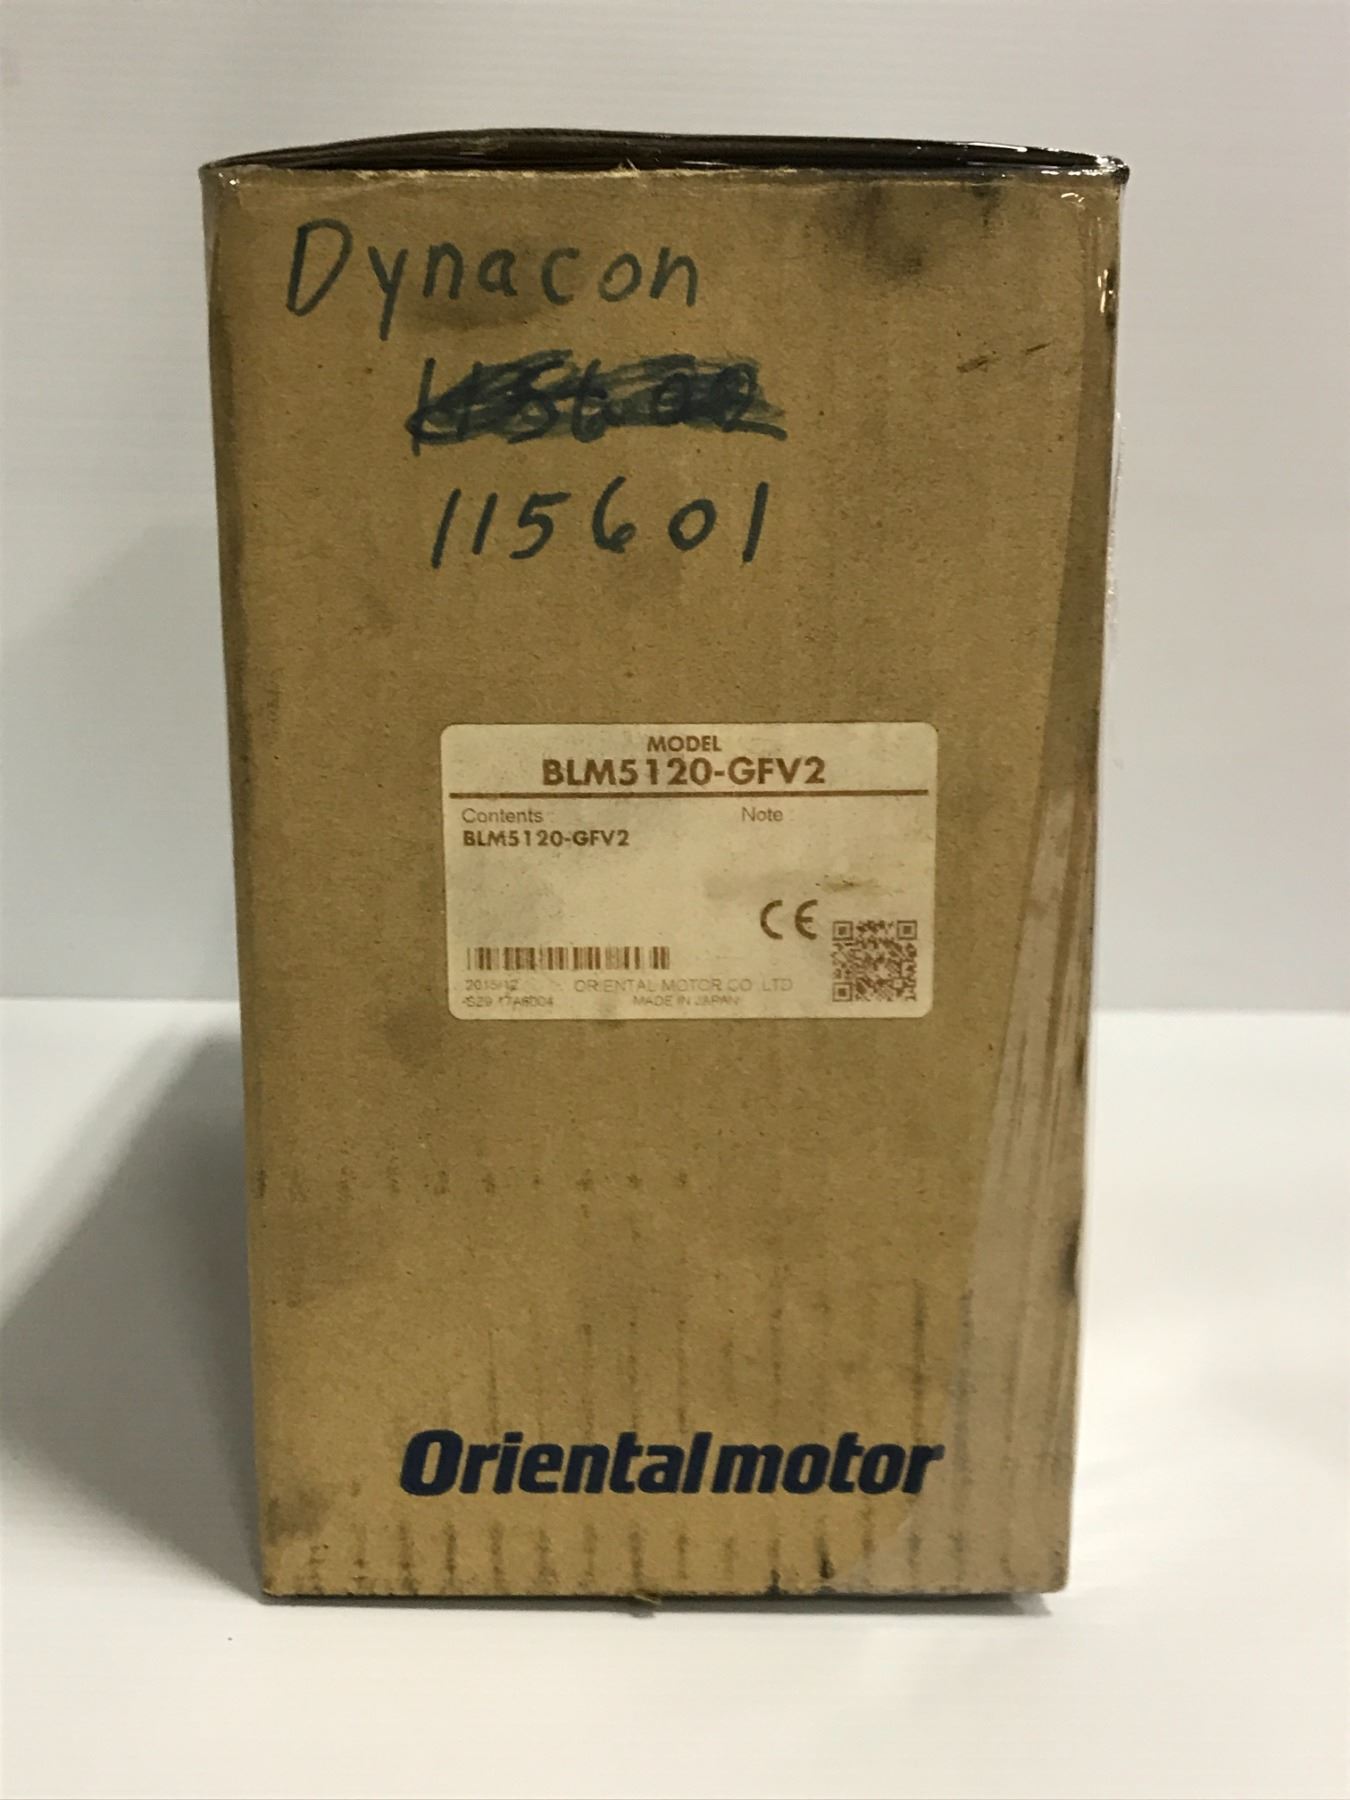 Dynacon
115601
MODEL
BLM5120-GFV2
Contents : Note :
BLM5120-GFV2
CE
ORIENTAL MOTOR CO. LTD
MADE IN JAPAN
Orientalmotor